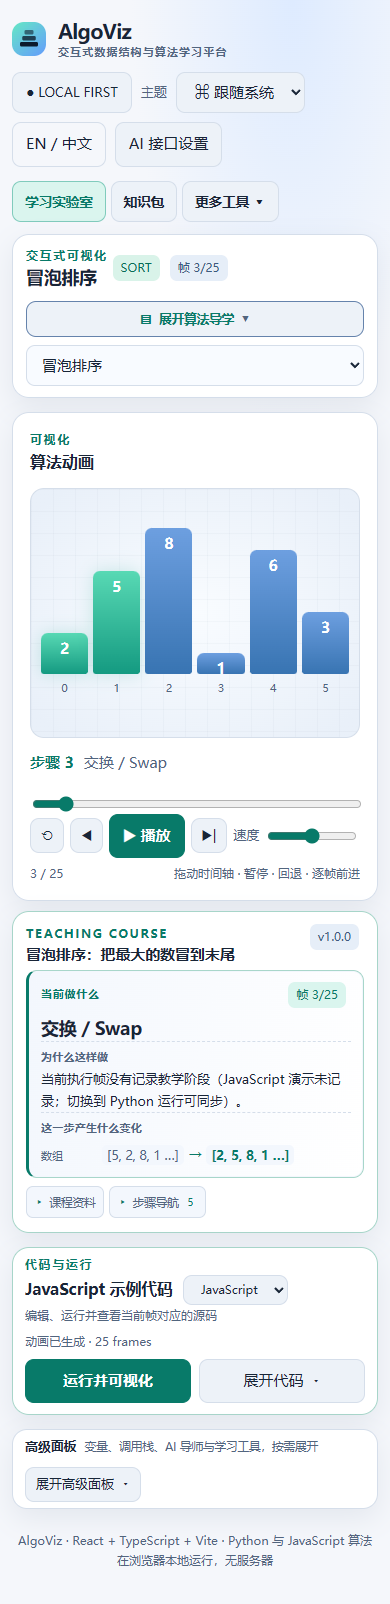 AlgoViz
交互式数据结构与算法学习平台
● LOCAL FIRST 主题 ⌘ 跟随系统
EN / 中文 AI 接口设置
学习实验室 知识包 更多工具 ▾
交互式可视化
冒泡排序 SORT 帧 3/25
▤ 展开算法导学 ▼
冒泡排序
可视化
算法动画
2 5 8 1 6 3
0 1 2 3 4 5
步骤 3 交换 / Swap
⟲ ◀ ▶ 播放 ▶| 速度
3 / 25 拖动时间轴 · 暂停 · 回退 · 逐帧前进
TEACHING COURSE v1.0.0
冒泡排序：把最大的数冒到末尾
当前做什么 帧 3/25
交换 / Swap
为什么这样做
当前执行帧没有记录教学阶段（JavaScript 演示未记
录；切换到 Python 运行可同步）。
这一步产生什么变化
数组 [5, 2, 8, 1 …] → [2, 5, 8, 1 …]
‣ 课程资料 ‣ 步骤导航 5
代码与运行
JavaScript 示例代码 JavaScript
编辑、运行并查看当前帧对应的源码
动画已生成 · 25 frames
运行并可视化 展开代码
高级面板 变量、调用栈、AI 导师与学习工具，按需展开
展开高级面板
AlgoViz · React + TypeScript + Vite · Python 与 JavaScript 算法
在浏览器本地运行，无服务器